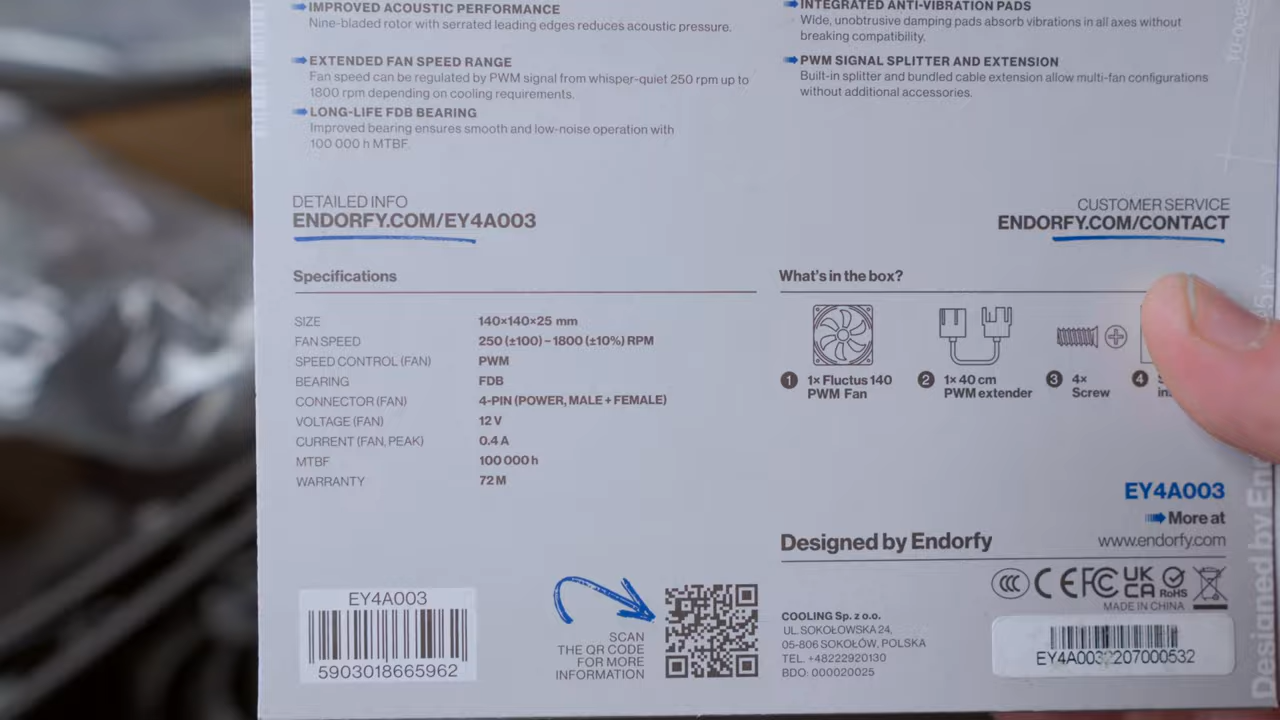 IMPROVED ACOUSTIC PERFORMANCE
Nine-bladed rotor with serrated leading edges reduces acoustic pressure.
EXTENDED FAN SPEED RANGE
Fan speed can be regulated by PWM signal from whisper-quiet 250 rpm up to
1800 rpm depending on cooling requirements.
LONG-LIFE FDB BEARING
Improved bearing ensures smooth and low-noise operation with
100 000 h MTBF
INTEGRATED ANTI-VIBRATION PADS
Wide, unobtrusive damping pads absorb vibrations in all axes without
breaking compatibility.
PWM SIGNAL SPLITTER AND EXTENSION
Built-in splitter and bundled cable extension allow multi-fan configurations
without additional accessories.
DETAILED INFO
ENDORFY.COM/EY4A003
CUSTOMER SERVICE
ENDORFY.COM/CONTACT
Specifications
SIZE 140×140×25 mm
FAN SPEED 250 (±100) – 1800 (±10%) RPM
SPEED CONTROL (FAN) PWM
BEARING FDB
CONNECTOR (FAN) 4-PIN (POWER, MALE + FEMALE)
VOLTAGE (FAN) 12 V
CURRENT (FAN, PEAK) 0.4 A
MTBF 100 000 h
WARRANTY 72 M
What's in the box?
1 1× Fluctus 140
PWM Fan
2 1× 40 cm
PWM extender
3 4×
Screw
4
EY4A003
More at
www.endorfy.com
Designed by Endorfy
CCC CE FC UK
CA RoHS
MADE IN CHINA
COOLING Sp. z o.o.
UL. SOKOŁOWSKA 24,
05-806 SOKOŁÓW, POLSKA
TEL. +48222920130
BDO: 000020025
EY4A0032207000532
EY4A003
5903018665962
SCAN
THE QR CODE
FOR MORE
INFORMATION
Designed by